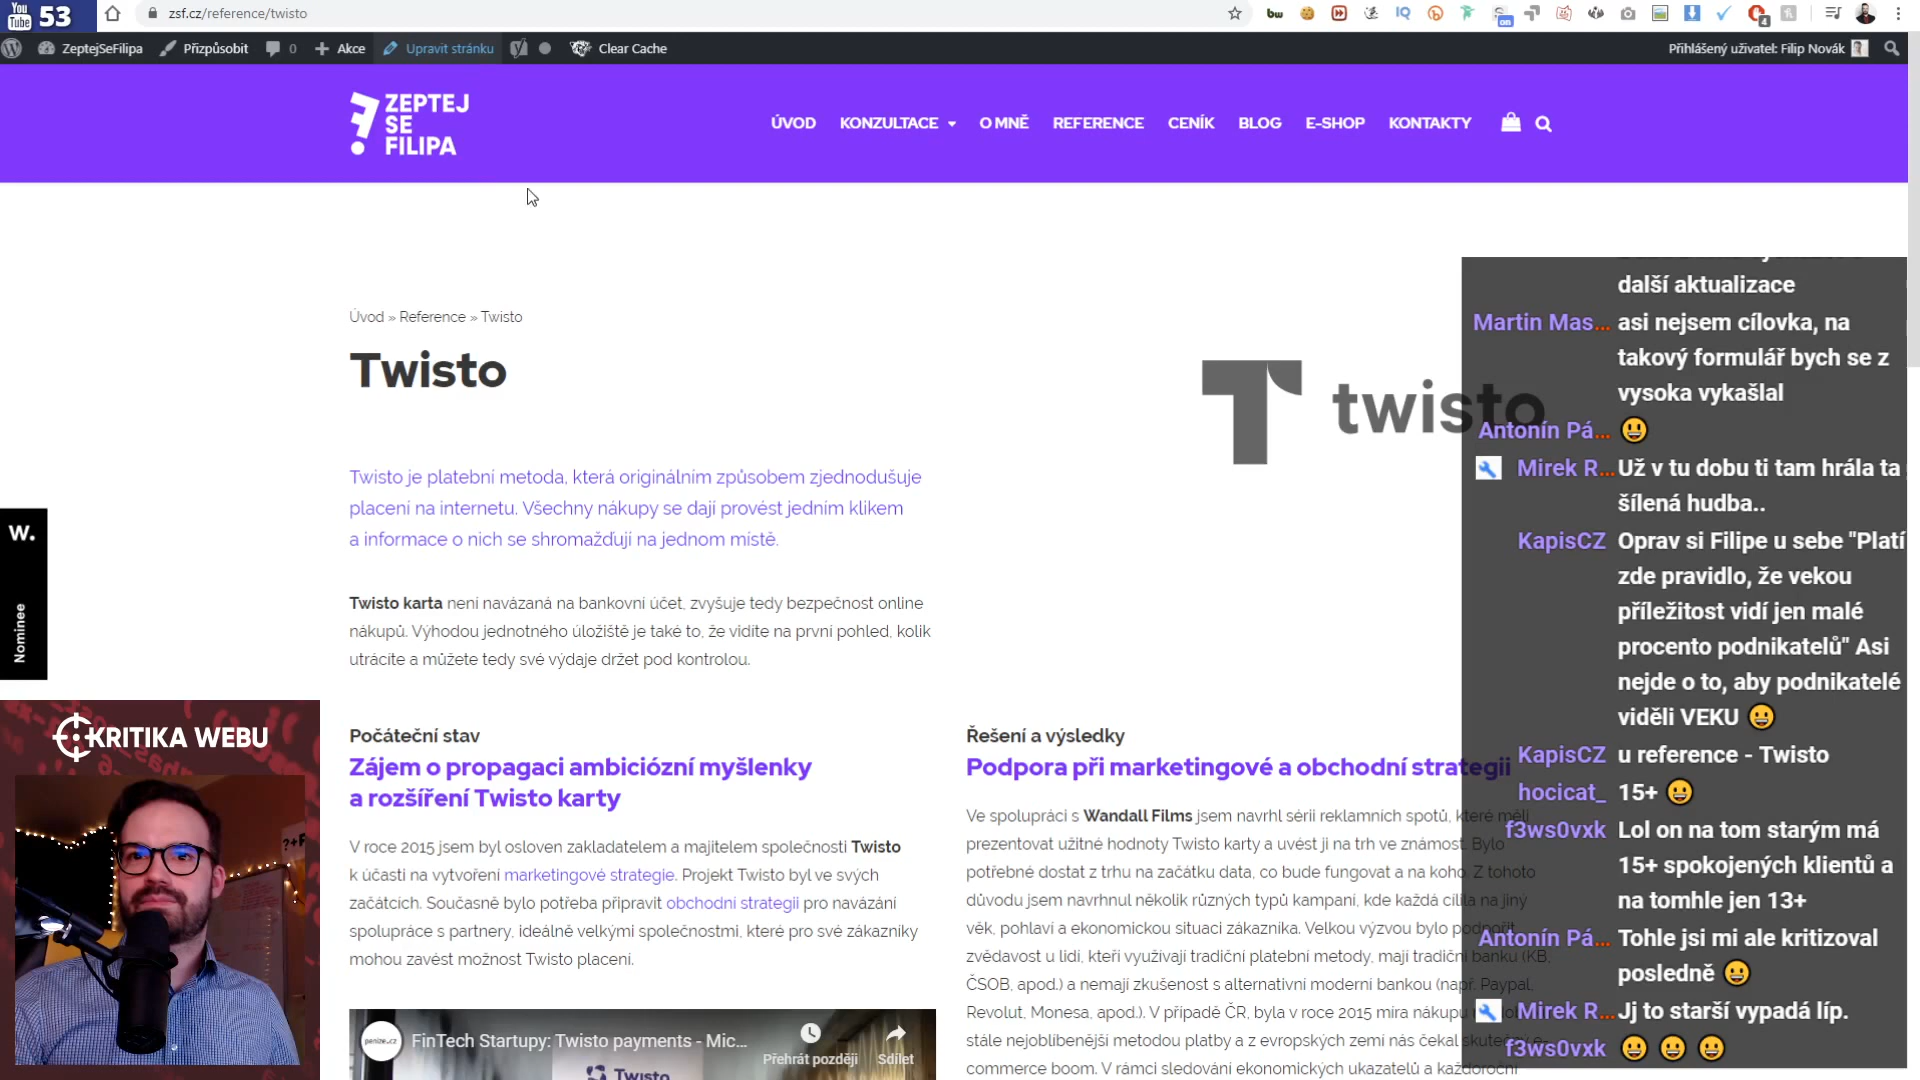 You
Tube
53
zsf.cz/reference/twisto
bw
IQ
on
4
ZeptejSeFilipa
Přizpůsobit
0
Akce
Upravit stránku
Clear Cache
Přihlášený uživatel: Filip Novák
ZEPTEJ
SE
FILIPA
ÚVOD
KONZULTACE
O MNĚ
REFERENCE
CENÍK
BLOG
E-SHOP
KONTAKTY
Úvod » Reference » Twisto
Twisto
twisto
Twisto je platební metoda, která originálním způsobem zjednodušuje
placení na internetu. Všechny nákupy se dají provést jedním klikem
a informace o nich se shromažďují na jednom místě.
Twisto karta není navázaná na bankovní účet, zvyšuje tedy bezpečnost online
nákupů. Výhodou jednotného úložiště je také to, že vidíte na první pohled, kolik
utrácíte a můžete tedy své výdaje držet pod kontrolou.
W.
Nominee
Počáteční stav
Zájem o propagaci ambiciózní myšlenky
a rozšíření Twisto karty
V roce 2015 jsem byl osloven zakladatelem a majitelem společnosti Twisto
k účasti na vytvoření marketingové strategie. Projekt Twisto byl ve svých
začátcích. Současně bylo potřeba připravit obchodní strategii pro navázání
spolupráce s partnery, ideálně velkými společnostmi, které pro své zákazníky
mohou zavést možnost Twisto placení.
penize.cz
FinTech Startupy: Twisto payments - Mic...
Přehrát později
Sdílet
Twisto
Řešení a výsledky
Podpora při marketingové a obchodní strategii
Ve spolupráci s Wandall Films jsem navrhl sérii reklamních spotů, které měli
prezentovat užitné hodnoty Twisto karty a uvést ji na trh ve známost. Bylo
potřebné dostat z trhu na začátku data, co bude fungovat a na koho. Z tohoto
důvodu jsem navrhnul několik různých typů kampaní, kde každá cílila na jiný
věk, pohlaví a ekonomickou situaci zákazníka. Velkou výzvou bylo podpořit
zvědavost u lidí, kteří využívají tradiční platební metody, mají tradiční banku (KB,
ČSOB, apod.) a nemají zkušenost s alternativní moderní bankou (např. Paypal,
Revolut, Monesa, apod.). V případě ČR, byla v roce 2015 míra nákupu
stále nejoblíbenější metodou platby a z evropských zemí nás čekal skutečný e-
commerce boom. V rámci sledování ekonomických ukazatelů a každoroční
KRITIKA WEBU
další aktualizace
Martin Mas... asi nejsem cílovka, na
takový formulář bych se z
vysoka vykašlal
Antonín Pá...
Mirek R... Už v tu dobu ti tam hrála ta
šílená hudba..
KapisCZ Oprav si Filipe u sebe "Platí
zde pravidlo, že vekou
příležitost vidí jen malé
procento podnikatelů" Asi
nejde o to, aby podnikatelé
viděli VEKU
KapisCZ u reference - Twisto
hocicat_ 15+
f3ws0vxk Lol on na tom starým má
15+ spokojených klientů a
na tomhle jen 13+
Antonín Pá... Tohle jsi mi ale kritizoval
posledně
Mirek R... Jj to starší vypadá líp.
f3ws0vxk